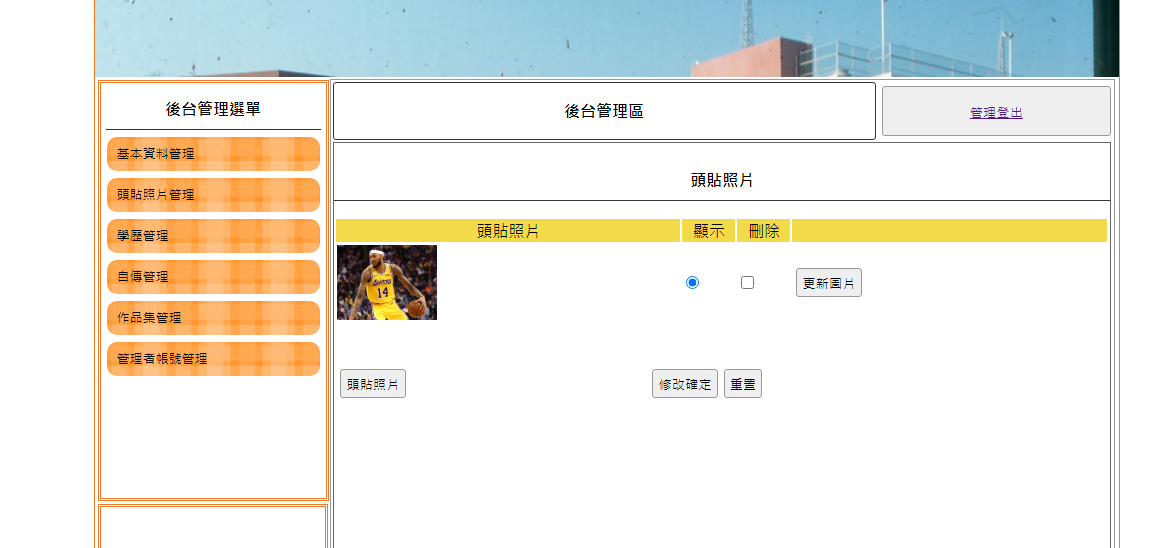 後台管理選單
基本資料管理
頭貼照片管理
學歷管理
自傳管理
作品集管理
管理者帳號管理
後台管理區
管理登出
頭貼照片
頭貼照片 顯示 刪除
14
更新圖片
頭貼照片 修改確定 重置